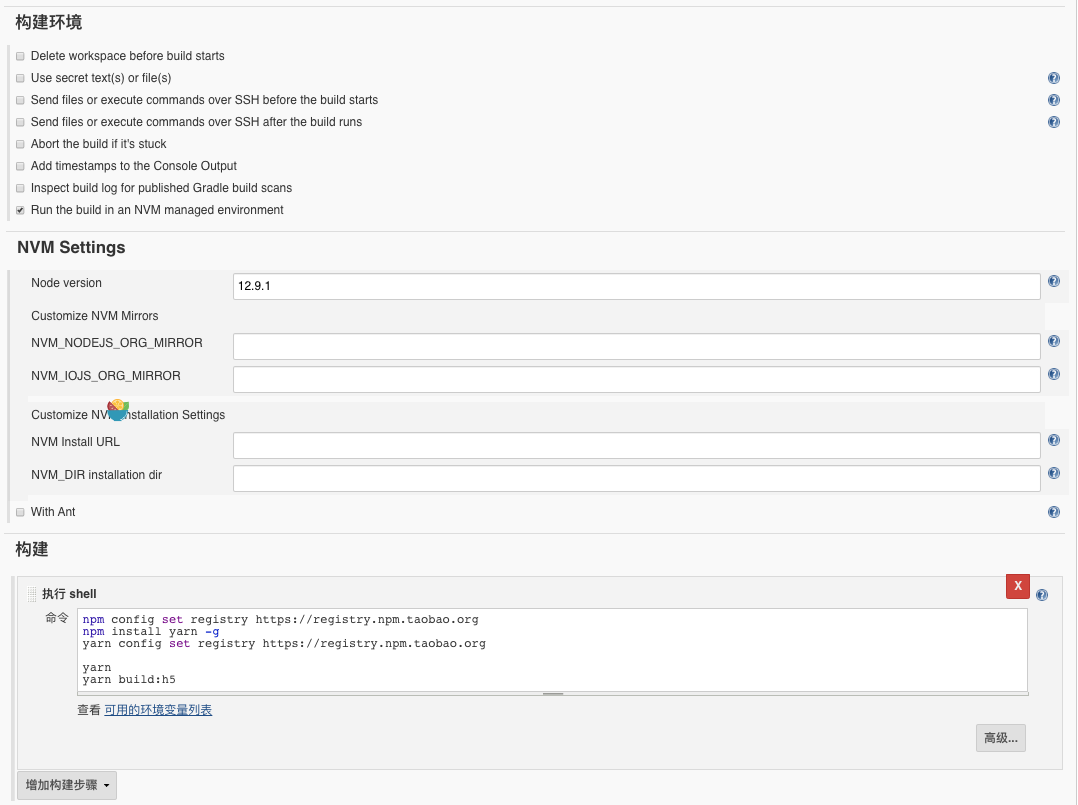 构建环境
Delete workspace before build starts
Use secret text(s) or file(s)
Send files or execute commands over SSH before the build starts
Send files or execute commands over SSH after the build runs
Abort the build if it's stuck
Add timestamps to the Console Output
Inspect build log for published Gradle build scans
Run the build in an NVM managed environment
NVM Settings
Node version 12.9.1
Customize NVM Mirrors
NVM_NODEJS_ORG_MIRROR
NVM_IOJS_ORG_MIRROR
Customize NVM Installation Settings
NVM Install URL
NVM_DIR installation dir
With Ant
构建
X
执行 shell
命令
npm config set registry https://registry.npm.taobao.org
npm install yarn -g
yarn config set registry https://registry.npm.taobao.org
yarn
yarn build:h5
查看 可用的环境变量列表
高级...
增加构建步骤